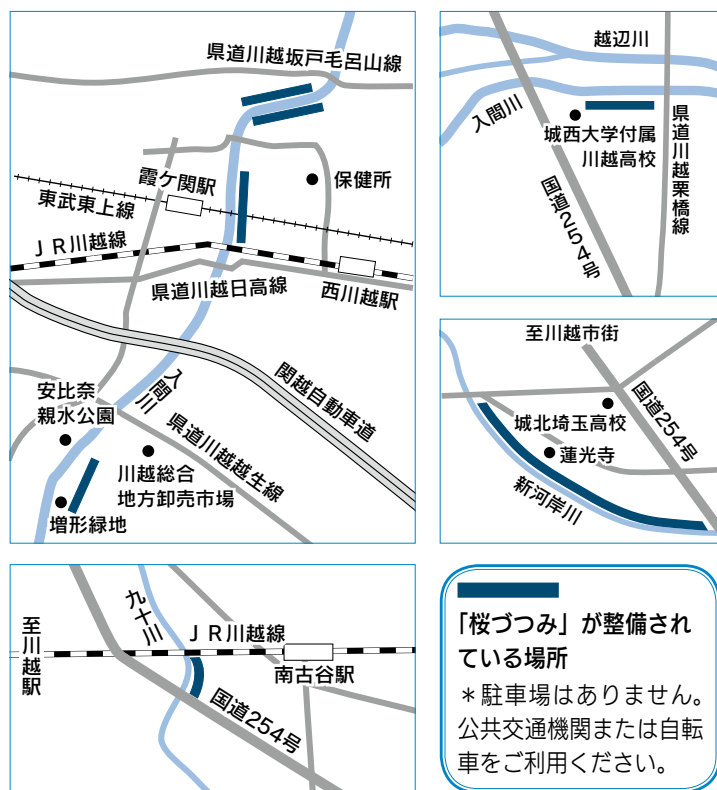 県道川越坂戸毛呂山線
霞ケ関駅
保健所
東武東上線
ＪＲ川越線
西川越駅
県道川越日高線
入間川
関越自動車道
安比奈
親水公園
県道川越越生線
川越総合
地方卸売市場
増形緑地
越辺川
入間川
城西大学付属
川越高校
県道川越栗橋線
国道254号
至川越市街
国道254号
城北埼玉高校
蓮光寺
新河岸川
至川越駅
九十川
ＪＲ川越線
南古谷駅
国道254号
「桜づつみ」が整備され
ている場所
＊駐車場はありません。
公共交通機関または自転
車をご利用ください。